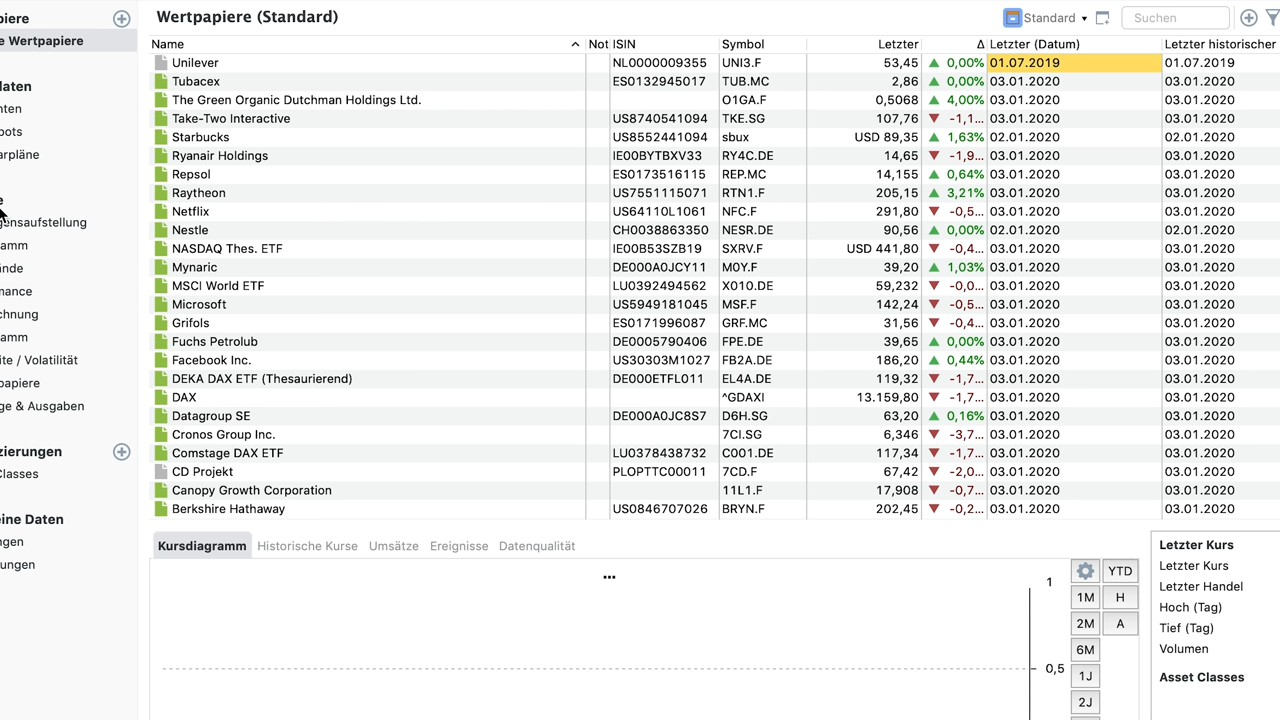 piere
e Wertpapiere
daten
nten
oots
arpläne
e
gensaufstellung
amm
ände
mance
chnung
amm
ite / Volatilität
papiere
ge & Ausgaben
zierungen
Classes
eine Daten
ngen
ungen
Wertpapiere (Standard)
Standard
Suchen
Name Not ISIN Symbol Letzter Δ Letzter (Datum) Letzter historischer
Unilever NL0000009355 UNI3.F 53,45 0,00% 01.07.2019 01.07.2019
Tubacex ES0132945017 TUB.MC 2,86 0,00% 03.01.2020 03.01.2020
The Green Organic Dutchman Holdings Ltd. O1GA.F 0,5068 4,00% 03.01.2020 03.01.2020
Take-Two Interactive US8740541094 TKE.SG 107,76 -1,1... 03.01.2020 03.01.2020
Starbucks US8552441094 sbux USD 89,35 1,63% 02.01.2020 02.01.2020
Ryanair Holdings IE00BYTBXV33 RY4C.DE 14,65 -1,9... 03.01.2020 03.01.2020
Repsol ES0173516115 REP.MC 14,155 0,64% 03.01.2020 03.01.2020
Raytheon US7551115071 RTN1.F 205,15 3,21% 03.01.2020 03.01.2020
Netflix US64110L1061 NFC.F 291,80 -0,5... 03.01.2020 03.01.2020
Nestle CH0038863350 NESR.DE 90,56 0,00% 02.01.2020 02.01.2020
NASDAQ Thes. ETF IE00B53SZB19 SXRV.F USD 441,80 -0,4... 03.01.2020 03.01.2020
Mynaric DE000A0JCY11 M0Y.F 39,20 1,03% 03.01.2020 03.01.2020
MSCI World ETF LU0392494562 X010.DE 59,232 -0,0... 03.01.2020 03.01.2020
Microsoft US5949181045 MSF.F 142,24 -0,5... 03.01.2020 03.01.2020
Grifols ES0171996087 GRF.MC 31,56 -0,4... 03.01.2020 03.01.2020
Fuchs Petrolub DE0005790406 FPE.DE 39,65 0,00% 03.01.2020 03.01.2020
Facebook Inc. US30303M1027 FB2A.DE 186,20 0,44% 03.01.2020 03.01.2020
DEKA DAX ETF (Thesaurierend) DE000ETFL011 EL4A.DE 119,32 -1,7... 03.01.2020 03.01.2020
DAX ^GDAXI 13.159,80 -1,7... 03.01.2020 03.01.2020
Datagroup SE DE000A0JC8S7 D6H.SG 63,20 0,16% 03.01.2020 03.01.2020
Cronos Group Inc. 7CI.SG 6,346 -3,7... 03.01.2020 03.01.2020
Comstage DAX ETF LU0378438732 C001.DE 117,34 -1,7... 03.01.2020 03.01.2020
CD Projekt PLOPTTC00011 7CD.F 67,42 -2,0... 03.01.2020 03.01.2020
Canopy Growth Corporation 11L1.F 17,908 -0,7... 03.01.2020 03.01.2020
Berkshire Hathaway US0846707026 BRYN.F 202,45 -0,2... 03.01.2020 03.01.2020
Kursdiagramm Historische Kurse Umsätze Ereignisse Datenqualität
...
1
0,5
YTD
1M H
2M A
6M
1J
2J
Letzter Kurs
Letzter Kurs
Letzter Handel
Hoch (Tag)
Tief (Tag)
Volumen
Asset Classes